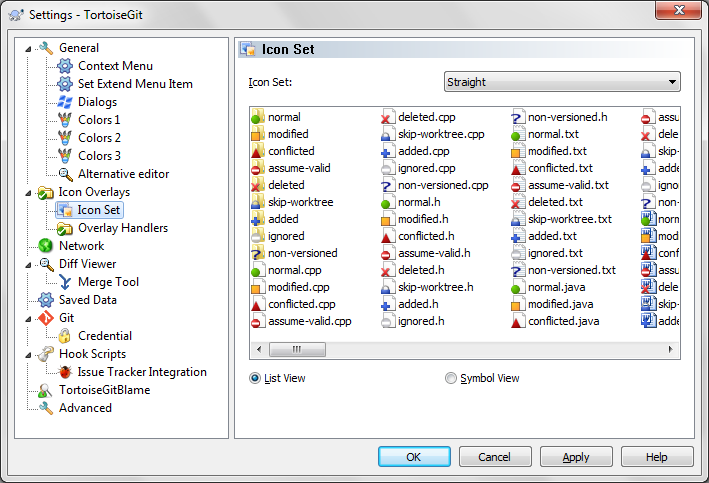 Settings - TortoiseGit
General
Context Menu
Set Extend Menu Item
Dialogs
Colors 1
Colors 2
Colors 3
Alternative editor
Icon Overlays
Icon Set
Overlay Handlers
Network
Diff Viewer
Merge Tool
Saved Data
Git
Credential
Hook Scripts
Issue Tracker Integration
TortoiseGitBlame
Advanced
Icon Set
Icon Set: Straight
normal deleted.cpp non-versioned.h assu
modified skip-worktree.cpp normal.txt dele
conflicted added.cpp modified.txt skip-
assume-valid ignored.cpp conflicted.txt adde
deleted non-versioned.cpp assume-valid.txt ignor
skip-worktree normal.h deleted.txt non-
added modified.h skip-worktree.txt norm
ignored conflicted.h added.txt modi
non-versioned assume-valid.h ignored.txt conf
normal.cpp deleted.h non-versioned.txt assu
modified.cpp skip-worktree.h normal.java dele
conflicted.cpp added.h modified.java skip-
assume-valid.cpp ignored.h conflicted.java adde
List View Symbol View
OK Cancel Apply Help